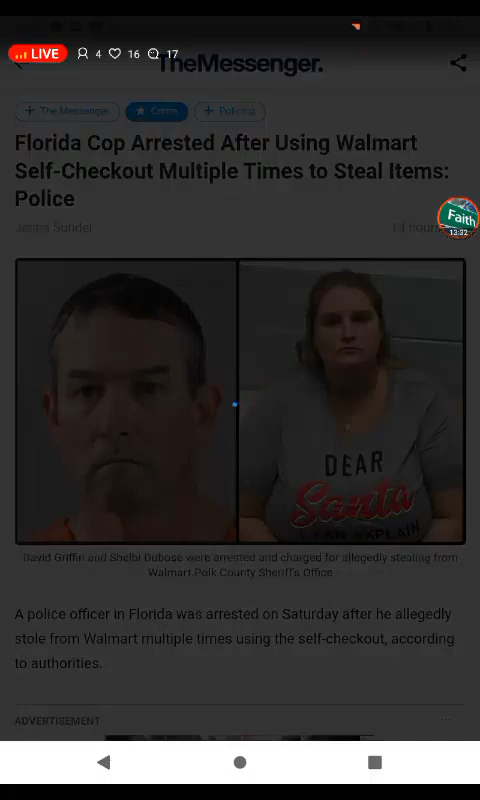 LIVE 4 16 17
TheMessenger.
+ The Messenger ★ Crime + Policing
Florida Cop Arrested After Using Walmart
Self-Checkout Multiple Times to Steal Items:
Police
Jenna Sundel 14 hours
Faith
13:32
DEAR
Santa
I CAN EXPLAIN
David Griffin and Shelbi Dubose were arrested and charged for allegedly stealing from
Walmart.Polk County Sheriff's Office
A police officer in Florida was arrested on Saturday after he allegedly
stole from Walmart multiple times using the self-checkout, according
to authorities.
ADVERTISEMENT